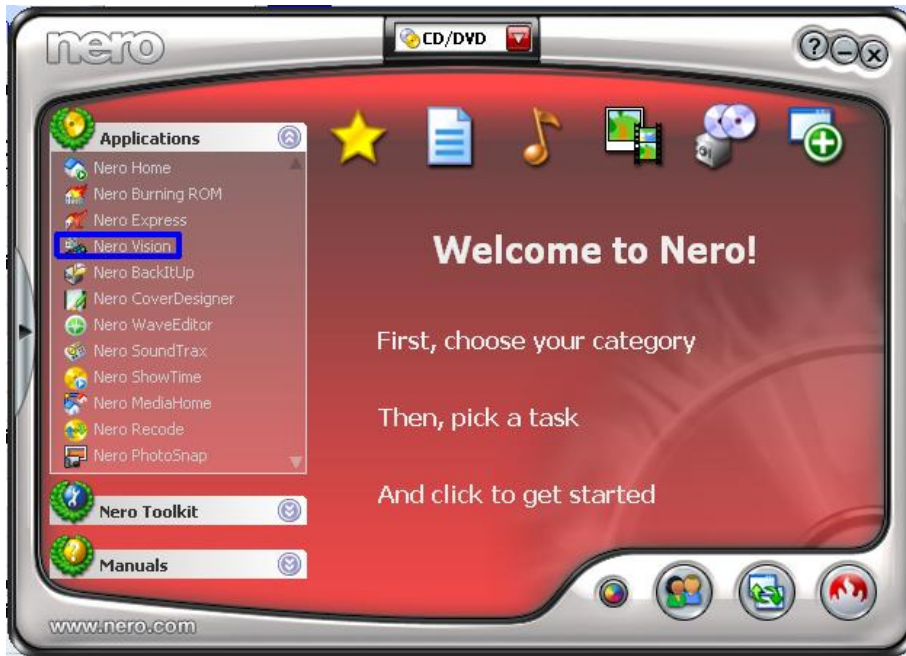 nero
CD/DVD
?
Applications
Nero Home
Nero Burning ROM
Nero Express
Nero Vision
Nero BackItUp
Nero CoverDesigner
Nero WaveEditor
Nero SoundTrax
Nero ShowTime
Nero MediaHome
Nero Recode
Nero PhotoSnap
Nero Toolkit
Manuals
Welcome to Nero!
First, choose your category
Then, pick a task
And click to get started
www.nero.com